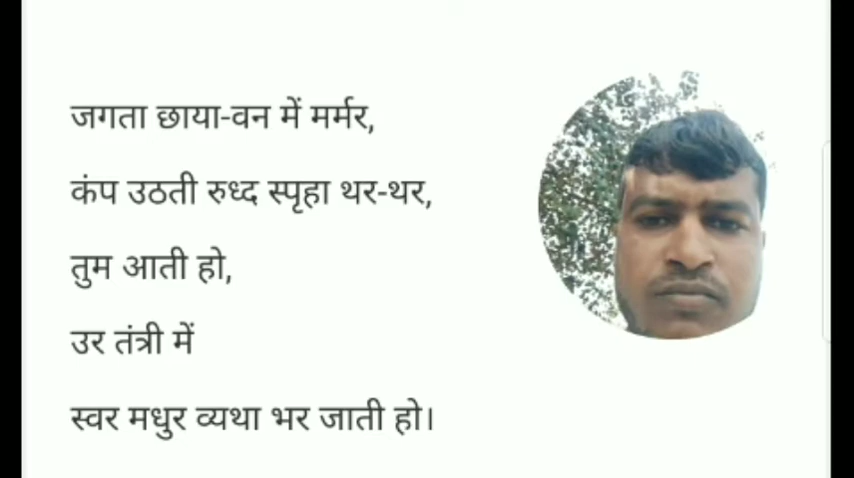 जगता छाया-वन में मर्मर,
कंप उठती रुध्द स्पृहा थर-थर,
तुम आती हो,
उर तंत्री में
स्वर मधुर व्यथा भर जाती हो।